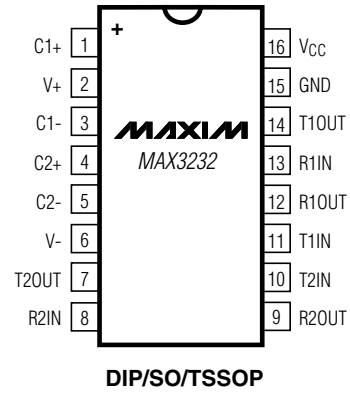 C1+ 1 + 16 VCC
V+ 2 15 GND
C1- 3 MAXIM 14 T1OUT
C2+ 4 MAX3232 13 R1IN
C2- 5 12 R1OUT
V- 6 11 T1IN
T2OUT 7 10 T2IN
R2IN 8 9 R2OUT
DIP/SO/TSSOP